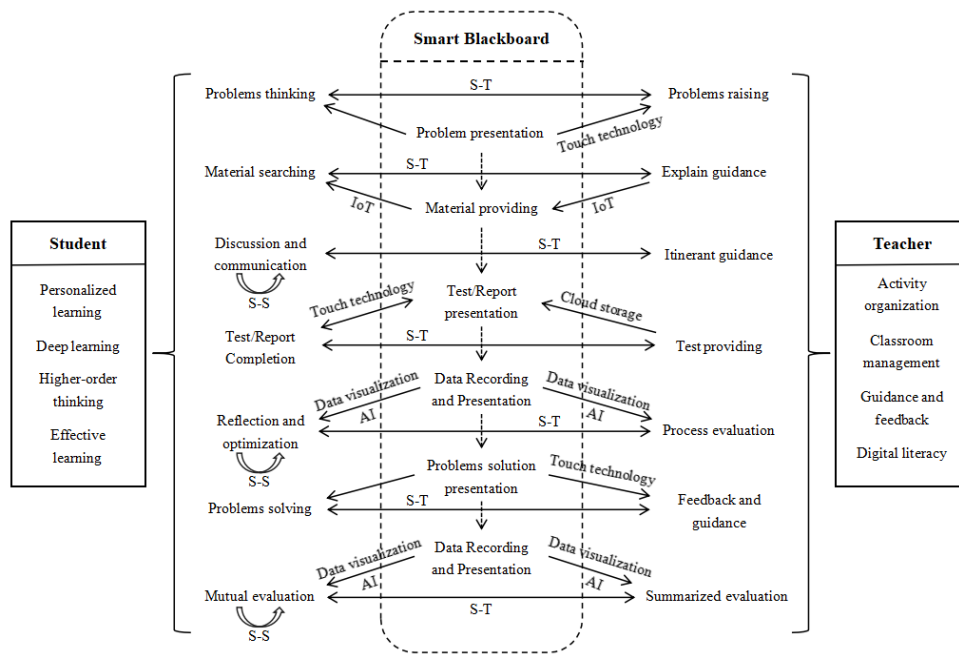 Smart Blackboard
S-T
Problems thinking
Problems raising
Problem presentation
Touch technology
S-T
Material searching
Explain guidance
IoT
Material providing
IoT
Student
Personalized
learning
Deep learning
Higher-order
thinking
Effective
learning
Discussion and
communication
S-T
Itinerant guidance
S-S
Touch technology
Test/Report
presentation
Cloud storage
Test/Report
Completion
S-T
Test providing
Data visualization
AI
Data Recording
and Presentation
Data visualization
AI
Reflection and
optimization
S-T
Process evaluation
S-S
Problems solution
presentation
Touch technology
Problems solving
S-T
Feedback and
guidance
Data visualization
AI
Data Recording
and Presentation
Data visualization
AI
Mutual evaluation
S-T
Summarized evaluation
S-S
Teacher
Activity
organization
Classroom
management
Guidance and
feedback
Digital literacy